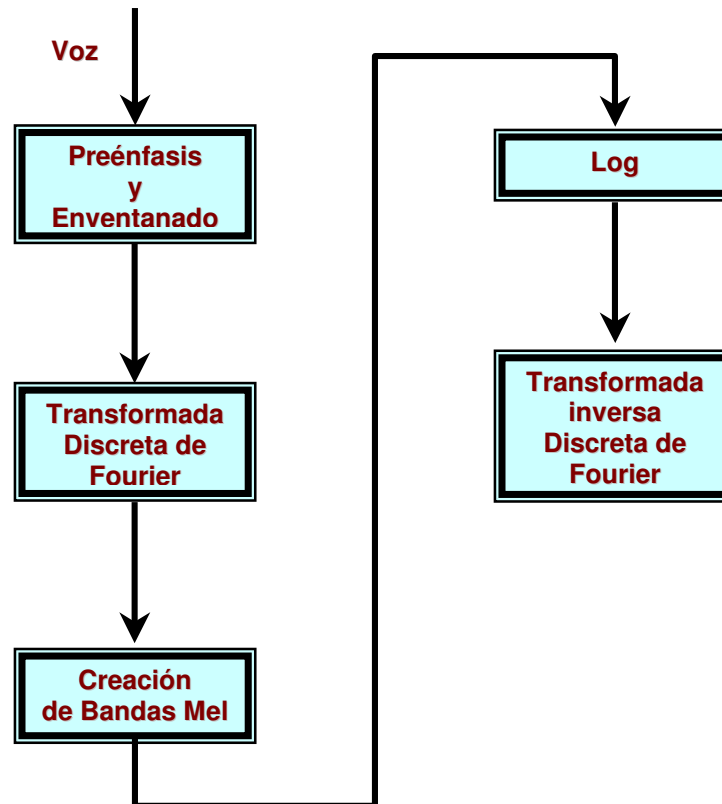 Voz
Preénfasis
y
Enventanado
Transformada
Discreta de
Fourier
Creación
de Bandas Mel
Log
Transformada
inversa
Discreta de
Fourier